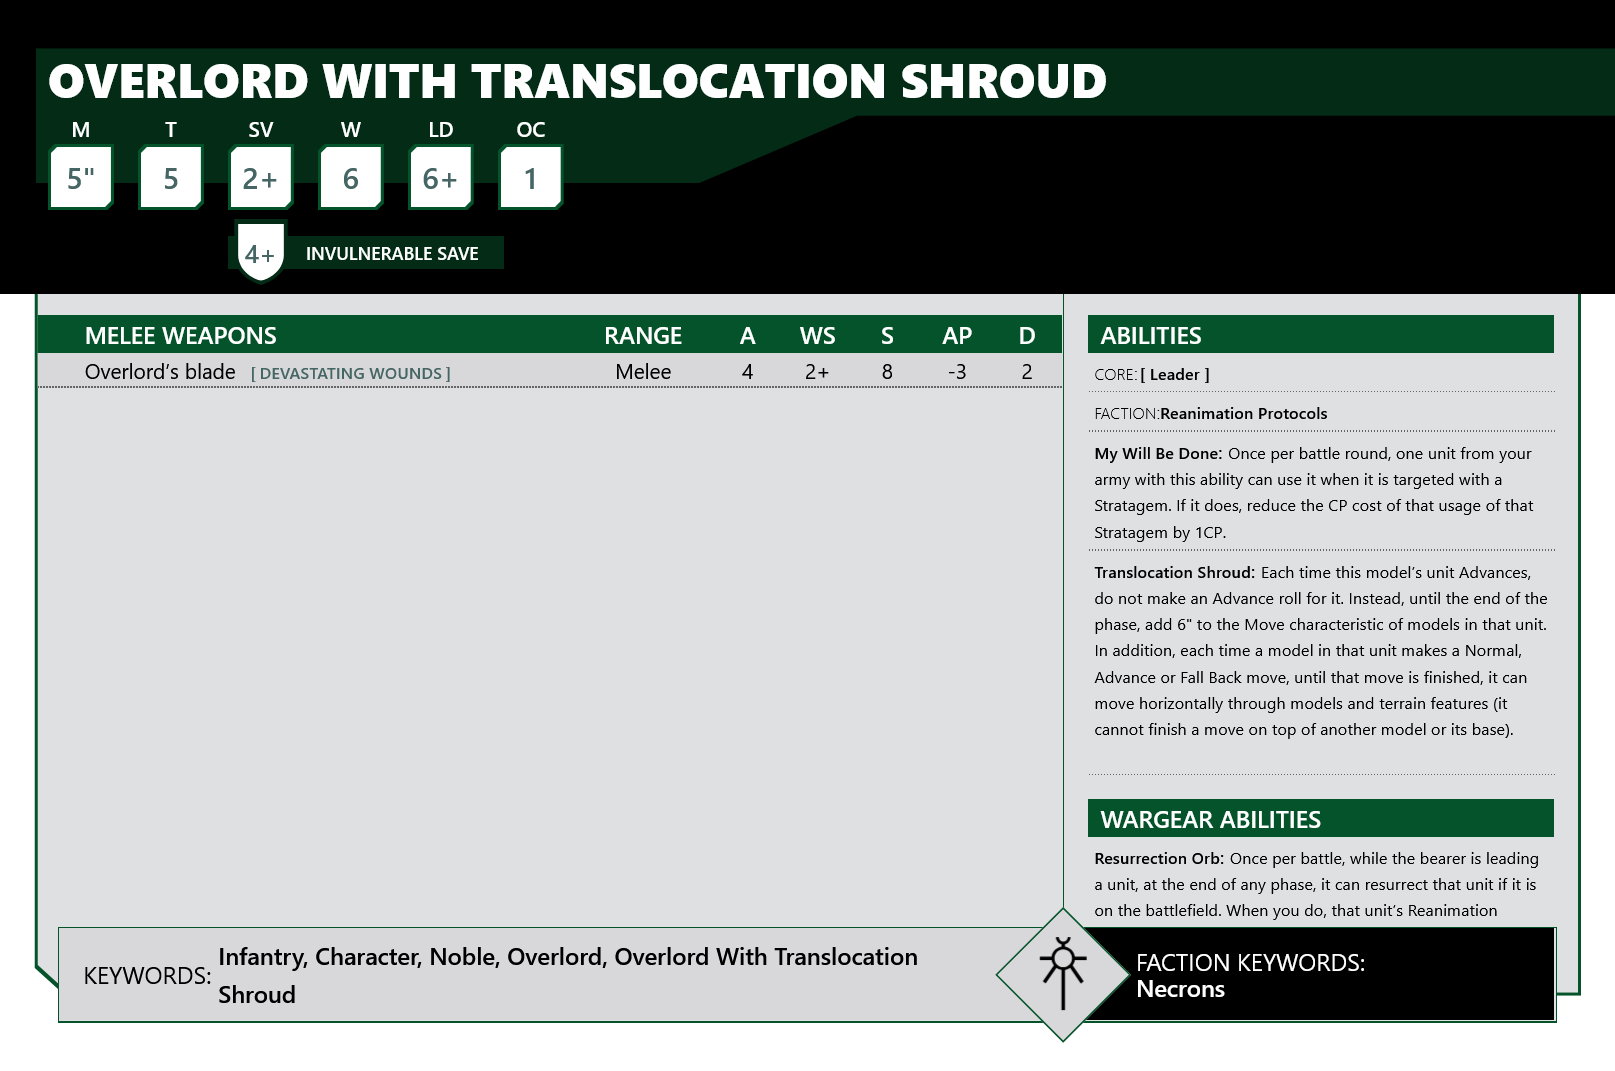 OVERLORD WITH TRANSLOCATION SHROUD
M T SV W LD OC
5" 5 2+ 6 6+ 1
4+ INVULNERABLE SAVE
MELEE WEAPONS RANGE A WS S AP D
Overlord’s blade [ DEVASTATING WOUNDS ] Melee 4 2+ 8 -3 2
ABILITIES
CORE: [ Leader ]
FACTION: Reanimation Protocols
My Will Be Done: Once per battle round, one unit from your
army with this ability can use it when it is targeted with a
Stratagem. If it does, reduce the CP cost of that usage of that
Stratagem by 1CP.
Translocation Shroud: Each time this model’s unit Advances,
do not make an Advance roll for it. Instead, until the end of the
phase, add 6" to the Move characteristic of models in that unit.
In addition, each time a model in that unit makes a Normal,
Advance or Fall Back move, until that move is finished, it can
move horizontally through models and terrain features (it
cannot finish a move on top of another model or its base).
WARGEAR ABILITIES
Resurrection Orb: Once per battle, while the bearer is leading
a unit, at the end of any phase, it can resurrect that unit if it is
on the battlefield. When you do, that unit’s Reanimation
KEYWORDS: Infantry, Character, Noble, Overlord, Overlord With Translocation
Shroud
FACTION KEYWORDS:
Necrons